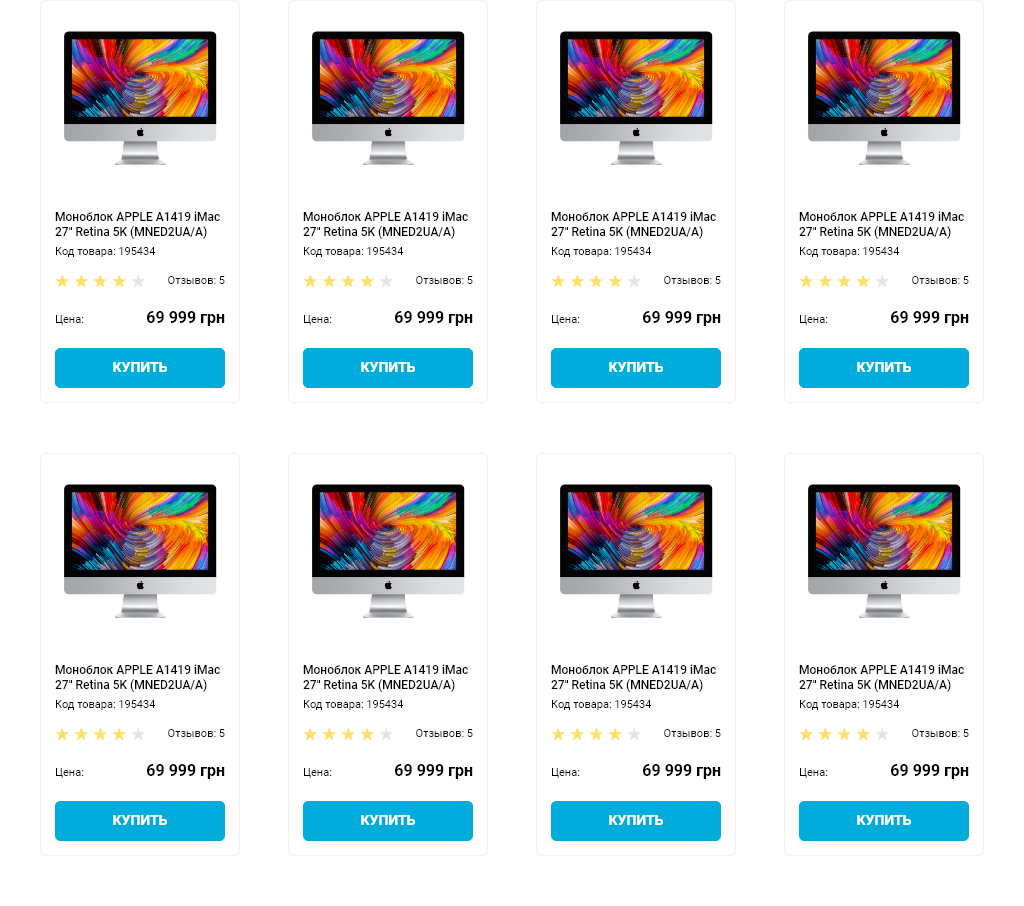 Моноблок APPLE A1419 iMac
27" Retina 5K (MNED2UA/A)
Код товара: 195434
Отзывов: 5
Цена: 69 999 грн
КУПИТЬ
Моноблок APPLE A1419 iMac
27" Retina 5K (MNED2UA/A)
Код товара: 195434
Отзывов: 5
Цена: 69 999 грн
КУПИТЬ
Моноблок APPLE A1419 iMac
27" Retina 5K (MNED2UA/A)
Код товара: 195434
Отзывов: 5
Цена: 69 999 грн
КУПИТЬ
Моноблок APPLE A1419 iMac
27" Retina 5K (MNED2UA/A)
Код товара: 195434
Отзывов: 5
Цена: 69 999 грн
КУПИТЬ
Моноблок APPLE A1419 iMac
27" Retina 5K (MNED2UA/A)
Код товара: 195434
Отзывов: 5
Цена: 69 999 грн
КУПИТЬ
Моноблок APPLE A1419 iMac
27" Retina 5K (MNED2UA/A)
Код товара: 195434
Отзывов: 5
Цена: 69 999 грн
КУПИТЬ
Моноблок APPLE A1419 iMac
27" Retina 5K (MNED2UA/A)
Код товара: 195434
Отзывов: 5
Цена: 69 999 грн
КУПИТЬ
Моноблок APPLE A1419 iMac
27" Retina 5K (MNED2UA/A)
Код товара: 195434
Отзывов: 5
Цена: 69 999 грн
КУПИТЬ